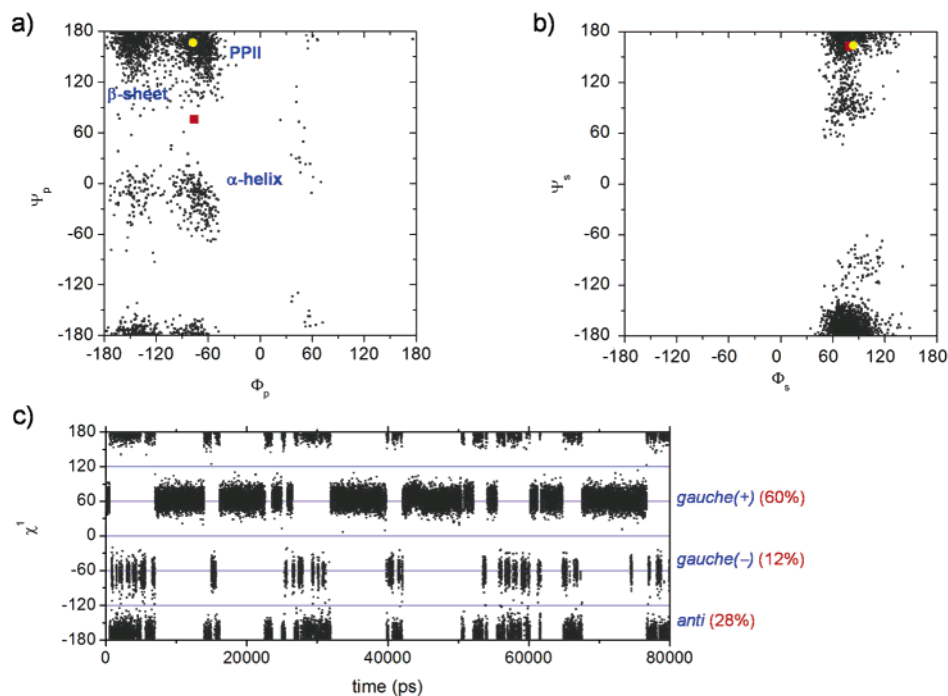 a)
180
120
60
0
-60
-120
-180
Ψp
PPII
β-sheet
α-helix
-180 -120 -60 0 60 120 180
Φp
b)
180
120
60
0
-60
-120
-180
Ψs
-180 -120 -60 0 60 120 180
Φs
c)
180
120
60
0
-60
-120
-180
χ1
gauche(+) (60%)
gauche(–) (12%)
anti (28%)
0 20000 40000 60000 80000
time (ps)